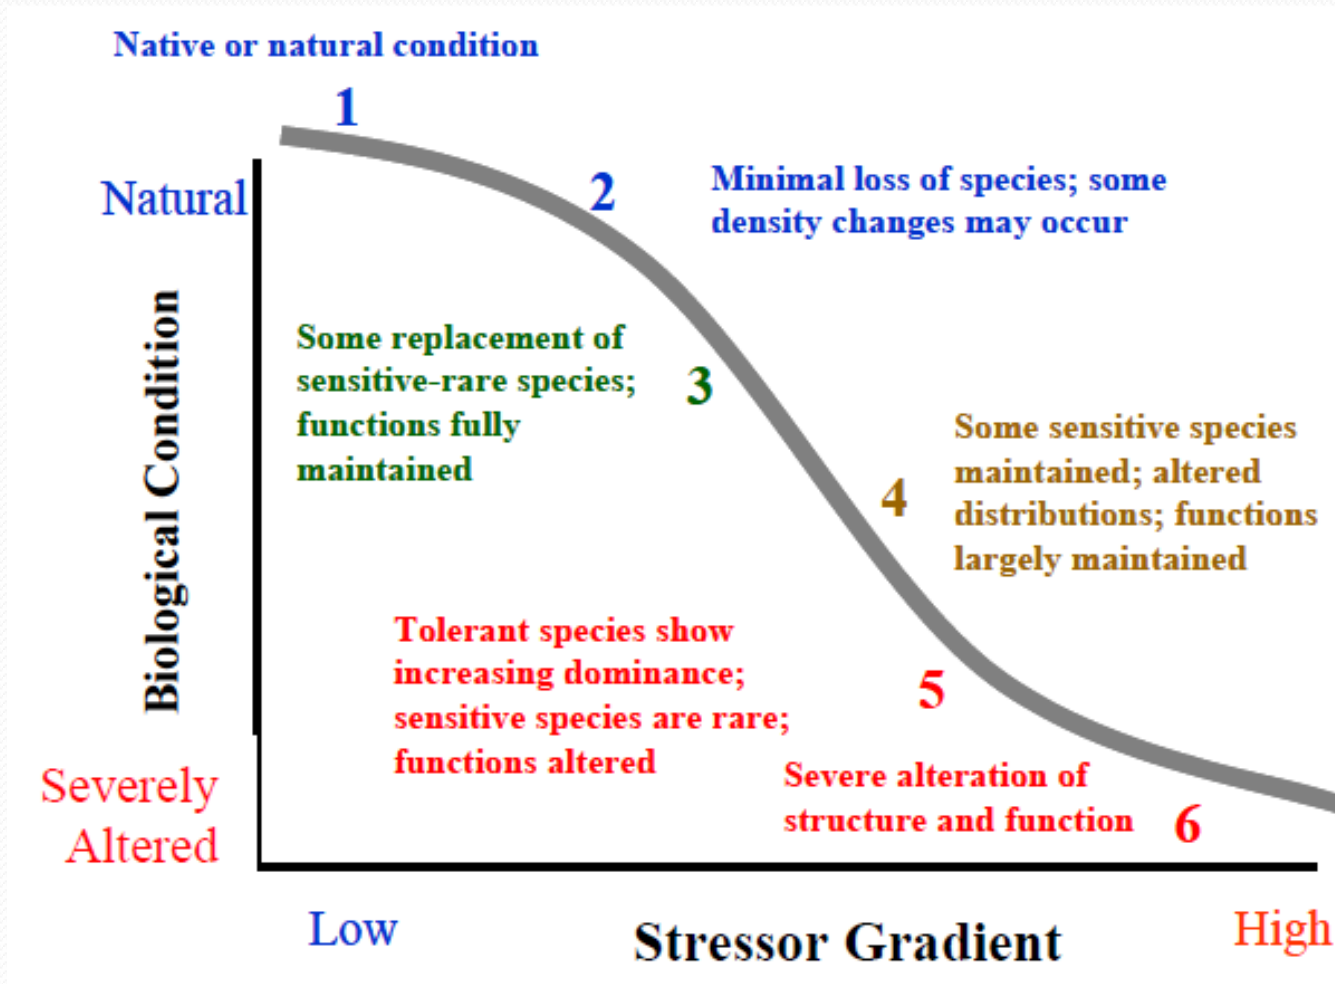 Native or natural condition
1
Natural
2
Minimal loss of species; some
density changes may occur
Biological Condition
Some replacement of
sensitive-rare species;
functions fully
maintained
3
4
Some sensitive species
maintained; altered
distributions; functions
largely maintained
Tolerant species show
increasing dominance;
sensitive species are rare;
functions altered
5
Severe alteration of
structure and function
6
Severely
Altered
Low
Stressor Gradient
High